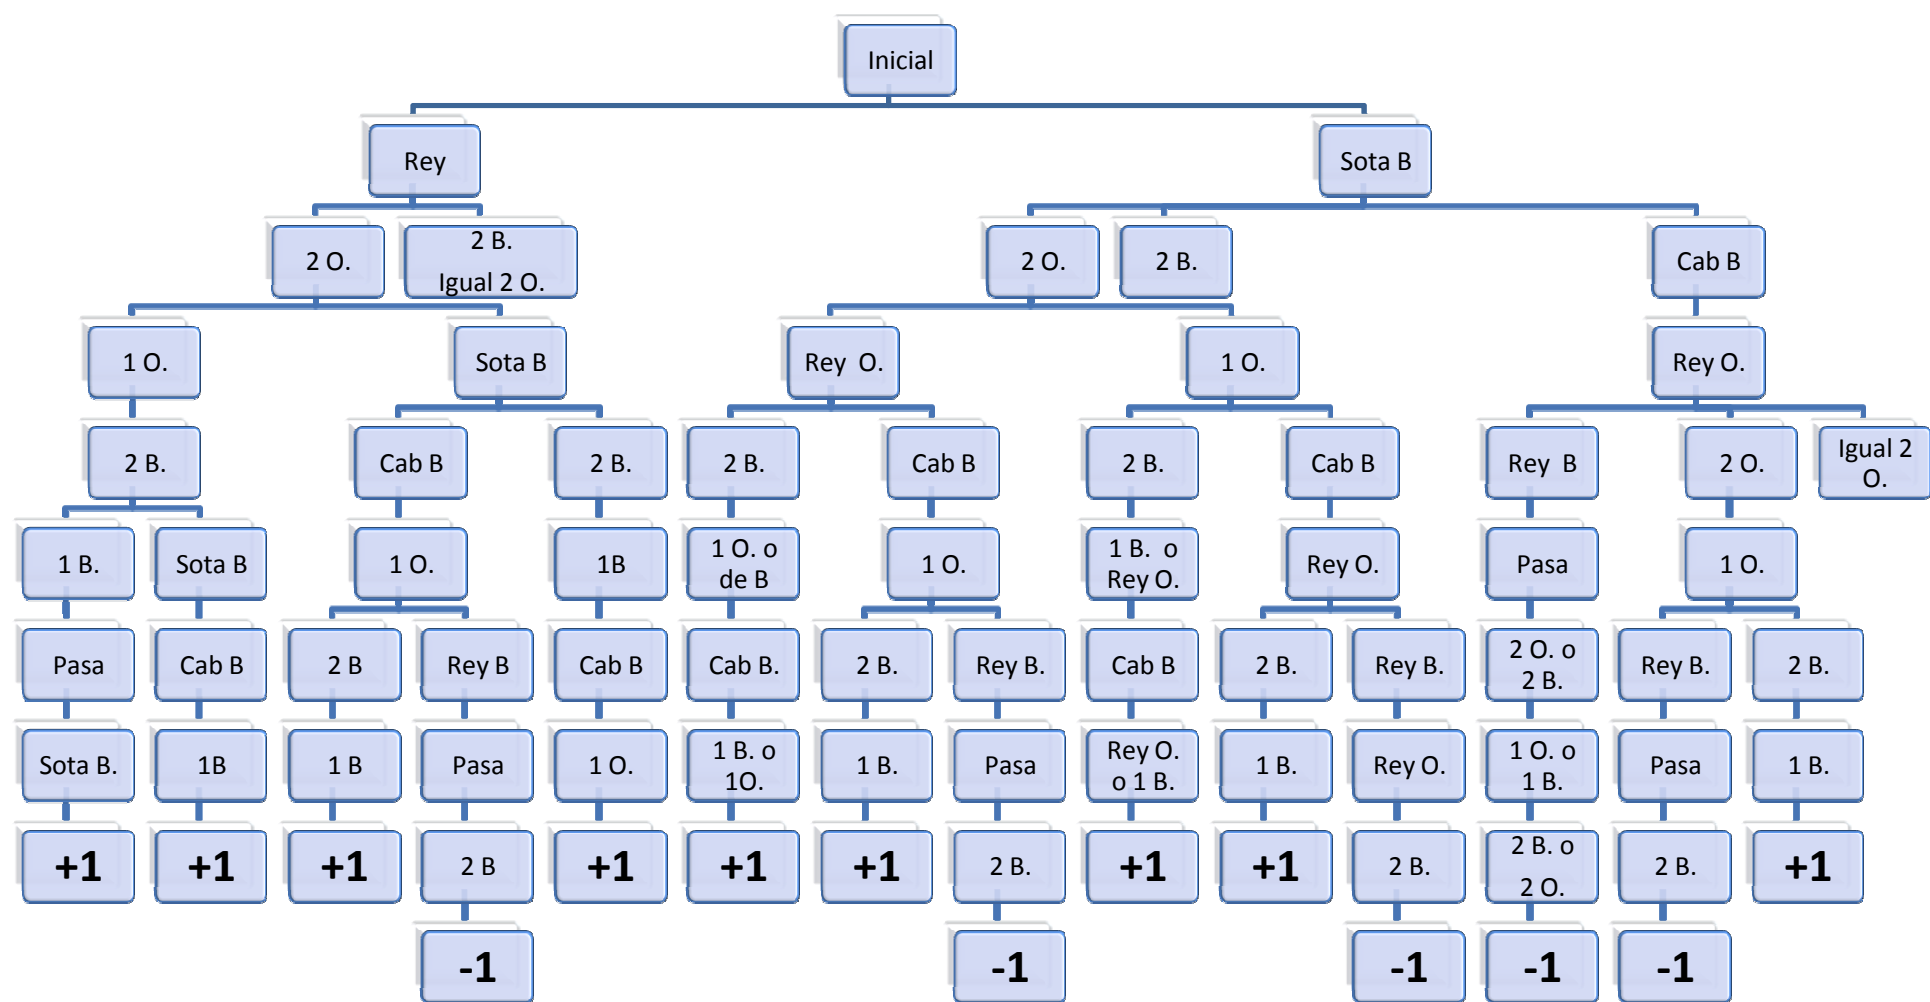 Inicial
Rey
Sota B
2 O.
2 B.
Igual 2 O.
2 O.
2 B.
Cab B
1 O.
Sota B
Rey O.
1 O.
Rey O.
2 B.
Cab B
2 B.
2 B.
Cab B
2 B.
Cab B
Rey B
2 O.
Igual 2
O.
1 B.
Sota B
1 O.
1B
1 O. o
de B
1 O.
1 B. o
Rey O.
Rey O.
Pasa
1 O.
Pasa
Cab B
2 B
Rey B
Cab B
Cab B.
2 B.
Rey B.
Cab B
2 B.
Rey B.
2 O. o
2 B.
Rey B.
2 B.
Sota B.
1B
1 B
Pasa
1 O.
1 B. o
1O.
1 B.
Pasa
Rey O.
o 1 B.
1 B.
Rey O.
1 O. o
1 B.
Pasa
1 B.
+1
+1
+1
2 B
+1
+1
+1
2 B.
+1
+1
2 B.
2 B. o
2 O.
2 B.
+1
-1
-1
-1
-1
-1